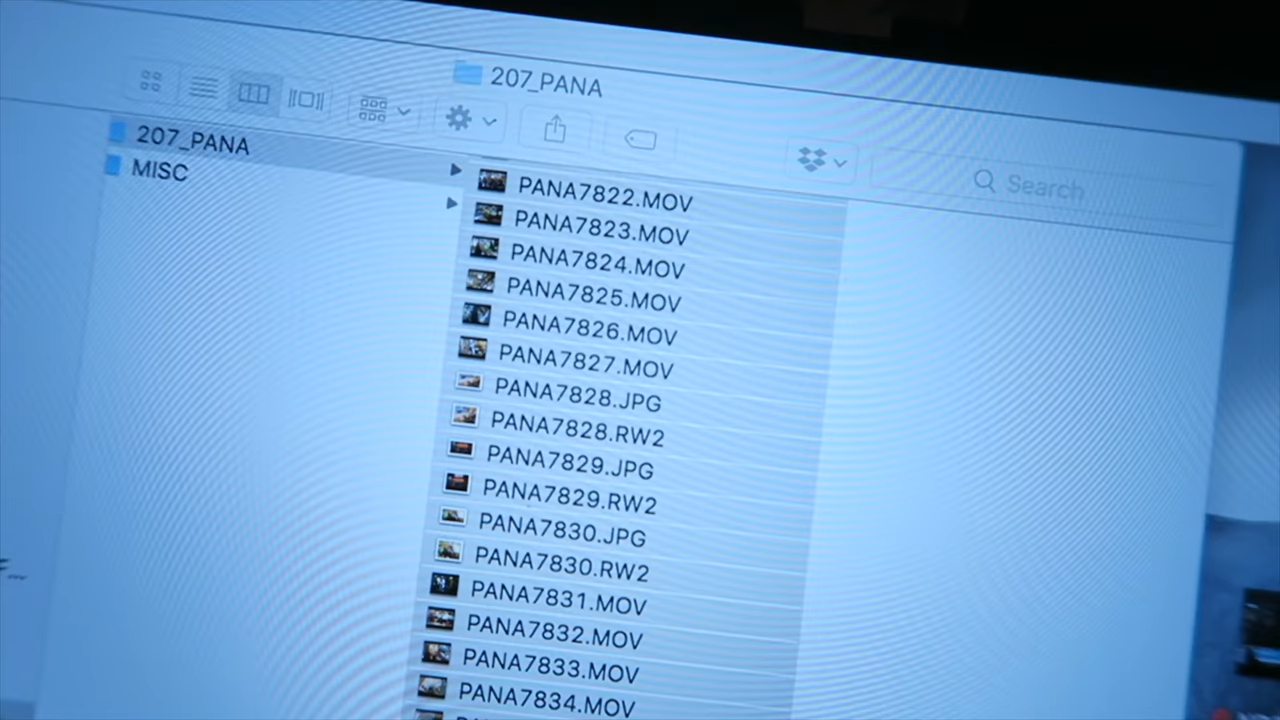 207_PANA
Search
207_PANA
MISC
PANA7822.MOV
PANA7823.MOV
PANA7824.MOV
PANA7825.MOV
PANA7826.MOV
PANA7827.MOV
PANA7828.JPG
PANA7828.RW2
PANA7829.JPG
PANA7829.RW2
PANA7830.JPG
PANA7830.RW2
PANA7831.MOV
PANA7832.MOV
PANA7833.MOV
PANA7834.MOV